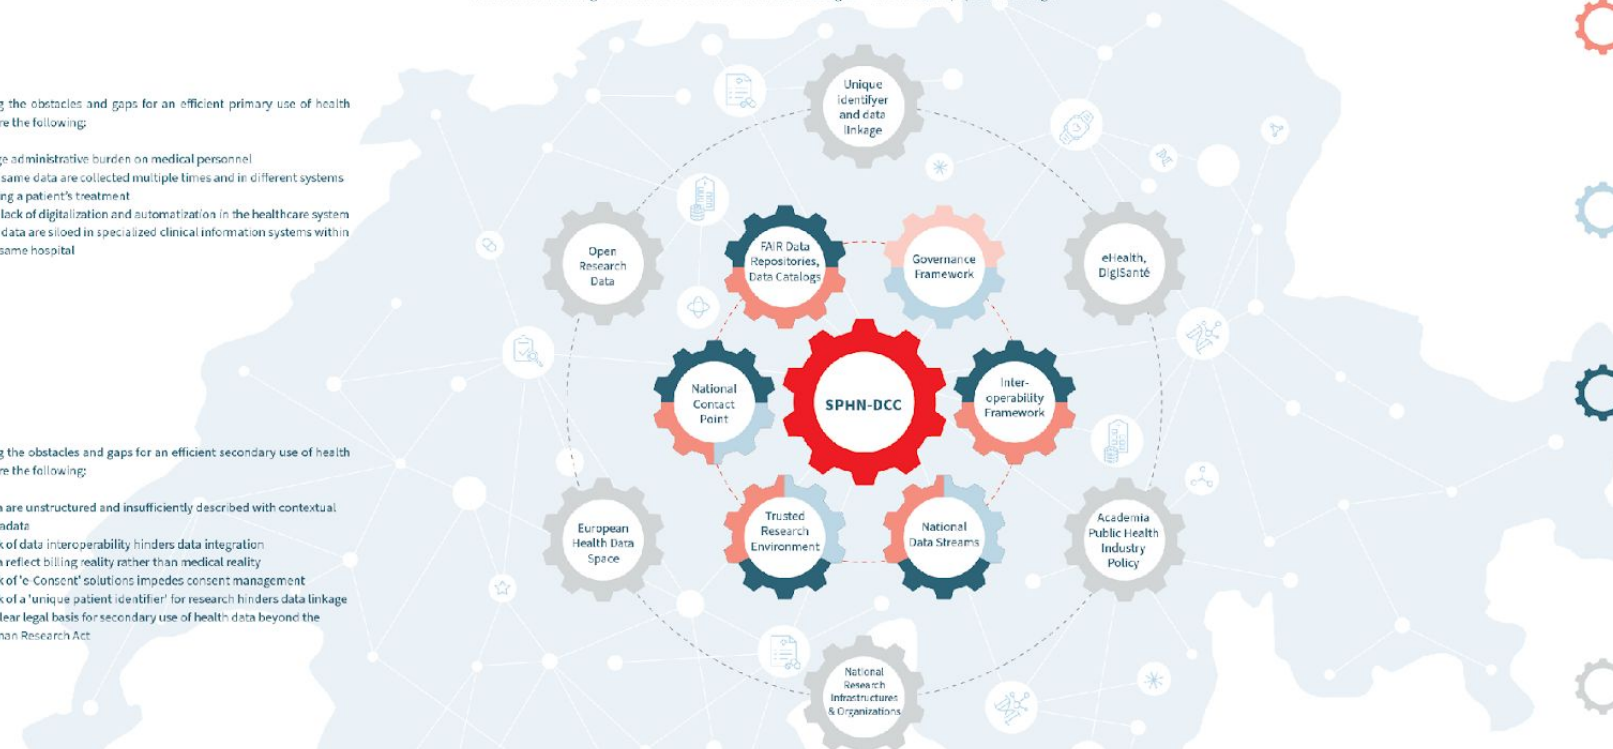 g the obstacles and gaps for an efficient primary use of health
re the following:
ge administrative burden on medical personnel
same data are collected multiple times and in different systems
ng a patient's treatment
lack of digitalization and automatization in the healthcare system
data are siloed in specialized clinical information systems within
same hospital
g the obstacles and gaps for an efficient secondary use of health
re the following:
a are unstructured and insufficiently described with contextual
adata
k of data interoperability hinders data integration
a reflect billing reality rather than medical reality
k of 'e-Consent' solutions impedes consent management
k of a 'unique patient identifier' for research hinders data linkage
lear legal basis for secondary use of health data beyond the
nan Research Act
Unique
identifyer
and data
linkage
Open
Research
Data
FAIR Data
Repositories,
Data Catalogs
Governance
Framework
eHealth,
DigiSanté
National
Contact
Point
SPHN-DCC
Inter-
operability
Framework
European
Health Data
Space
Trusted
Research
Environment
National
Data Streams
Academia
Public Health
Industry
Policy
National
Research
Infrastructures
& Organizations